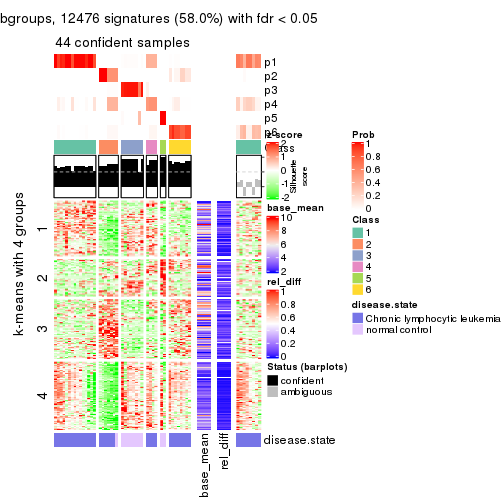 bgroups, 12476 signatures (58.0%) with fdr < 0.05
44 confident samples
p1
p2
p3
p4
p5
p6
Class
Silhouette
score
1
0.5
0
k-means with 4 groups
1
2
3
4
z-score
2
1
0
-1
-2
base_mean
10
8
6
4
2
rel_diff
1
0.8
0.6
0.4
0.2
0
Status (barplots)
confident
ambiguous
Prob
1
0.8
0.6
0.4
0.2
0
Class
1
2
3
4
5
6
disease.state
Chronic lymphocytic leukemia
normal control
disease.state
base_mean
rel_diff